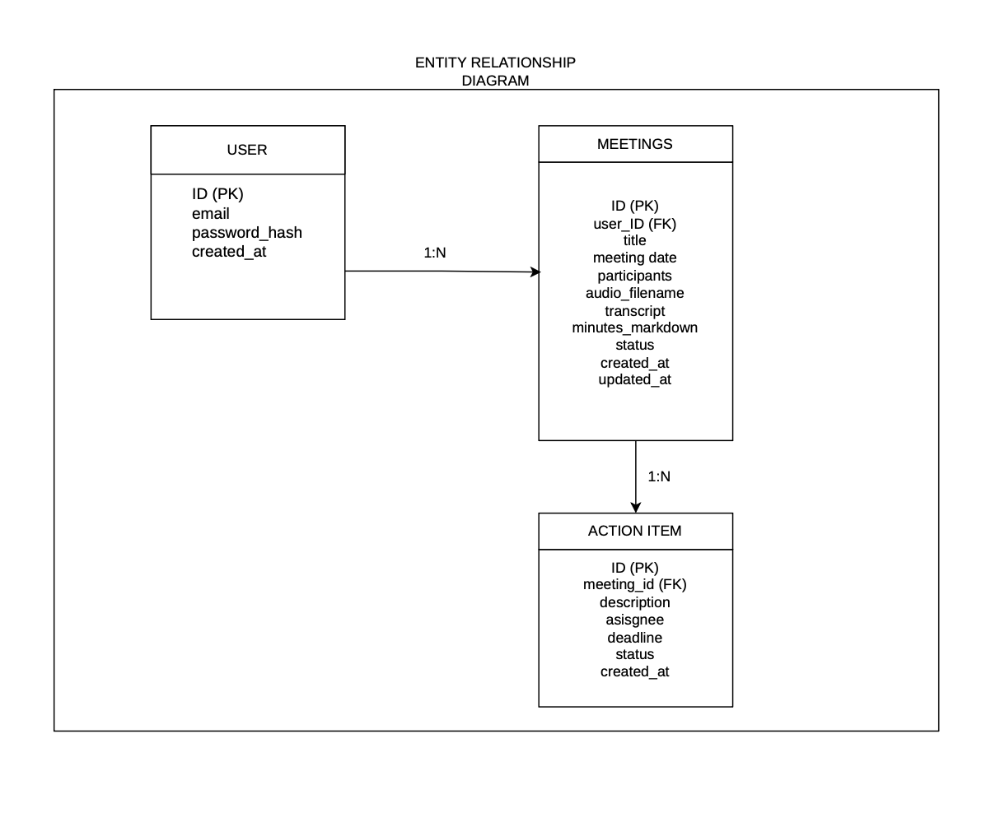 ENTITY RELATIONSHIP
DIAGRAM
USER
ID (PK)
email
password_hash
created_at
1:N
MEETINGS
ID (PK)
user_ID (FK)
title
meeting date
participants
audio_filename
transcript
minutes_markdown
status
created_at
updated_at
1:N
ACTION ITEM
ID (PK)
meeting_id (FK)
description
asisgnee
deadline
status
created_at